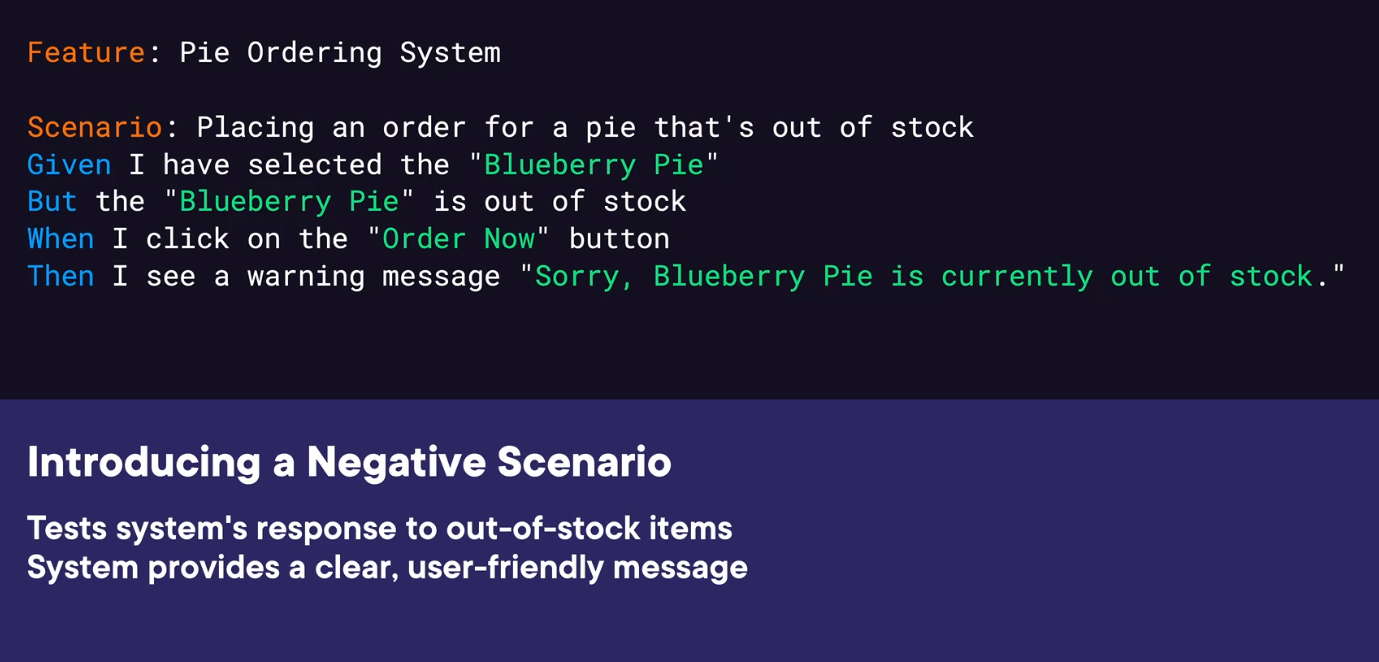 Feature: Pie Ordering System
Scenario: Placing an order for a pie that's out of stock
Given I have selected the "Blueberry Pie"
But the "Blueberry Pie" is out of stock
When I click on the "Order Now" button
Then I see a warning message "Sorry, Blueberry Pie is currently out of stock."
Introducing a Negative Scenario
Tests system's response to out-of-stock items
System provides a clear, user-friendly message